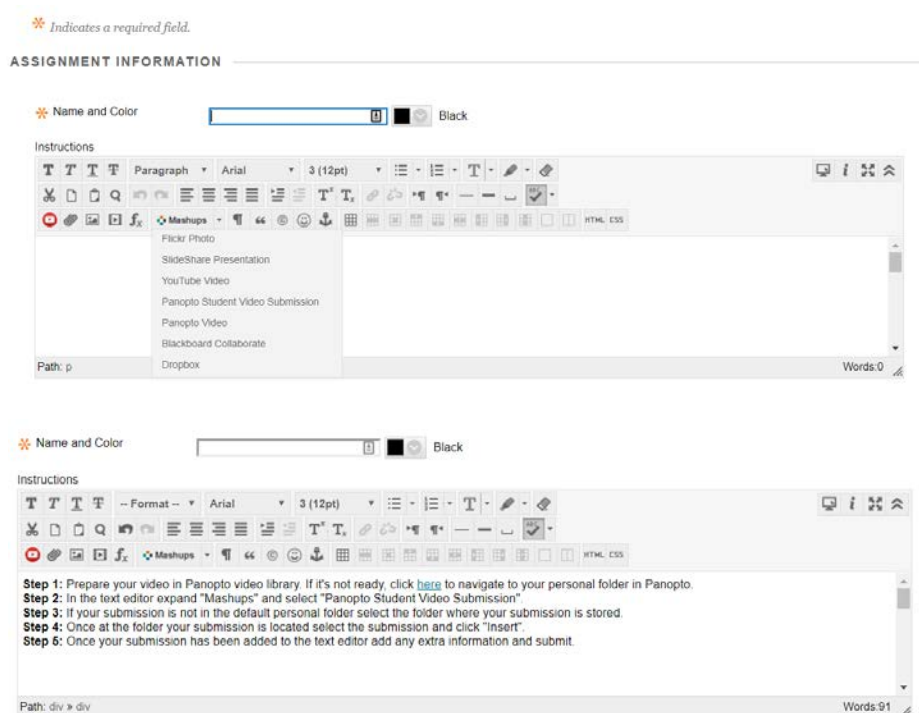 Indicates a required field.
ASSIGNMENT INFORMATION
Name and Color
Black
Instructions
T T T T Paragraph Arial 3 (12pt) T i
T T
fx Mashups ¶ “ © HTML CSS
Flickr Photo
SlideShare Presentation
YouTube Video
Panopto Student Video Submission
Panopto Video
Blackboard Collaborate
Dropbox
Path: p Words:0
Name and Color
Black
Instructions
T T T T -- Format -- Arial 3 (12pt) T i
T T
fx Mashups ¶ “ © HTML CSS
Step 1: Prepare your video in Panopto video library. If it's not ready, click here to navigate to your personal folder in Panopto.
Step 2: In the text editor expand "Mashups" and select "Panopto Student Video Submission".
Step 3: If your submission is not in the default personal folder select the folder where your submission is stored.
Step 4: Once at the folder your submission is located select the submission and click "Insert".
Step 5: Once your submission has been added to the text editor add any extra information and submit.
Path: div » div Words:91